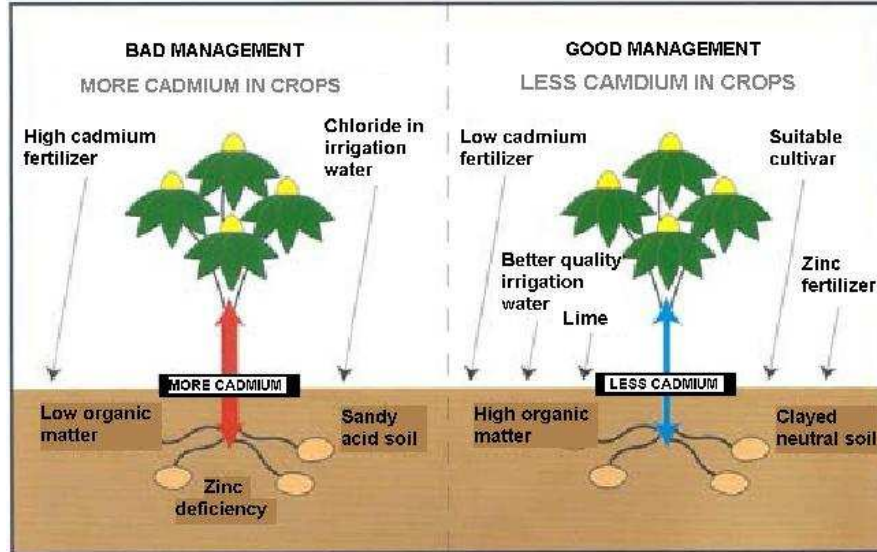 BAD MANAGEMENT
MORE CADMIUM IN CROPS
High cadmium
fertilizer
Chloride in
irrigation
water
MORE CADMIUM
Low organic
matter
Sandy
acid soil
Zinc
deficiency
GOOD MANAGEMENT
LESS CAMDIUM IN CROPS
Low cadmium
fertilizer
Suitable
cultivar
Better quality
irrigation
water
Lime
Zinc
fertilizer
LESS CADMIUM
High organic
matter
Clayed
neutral soil